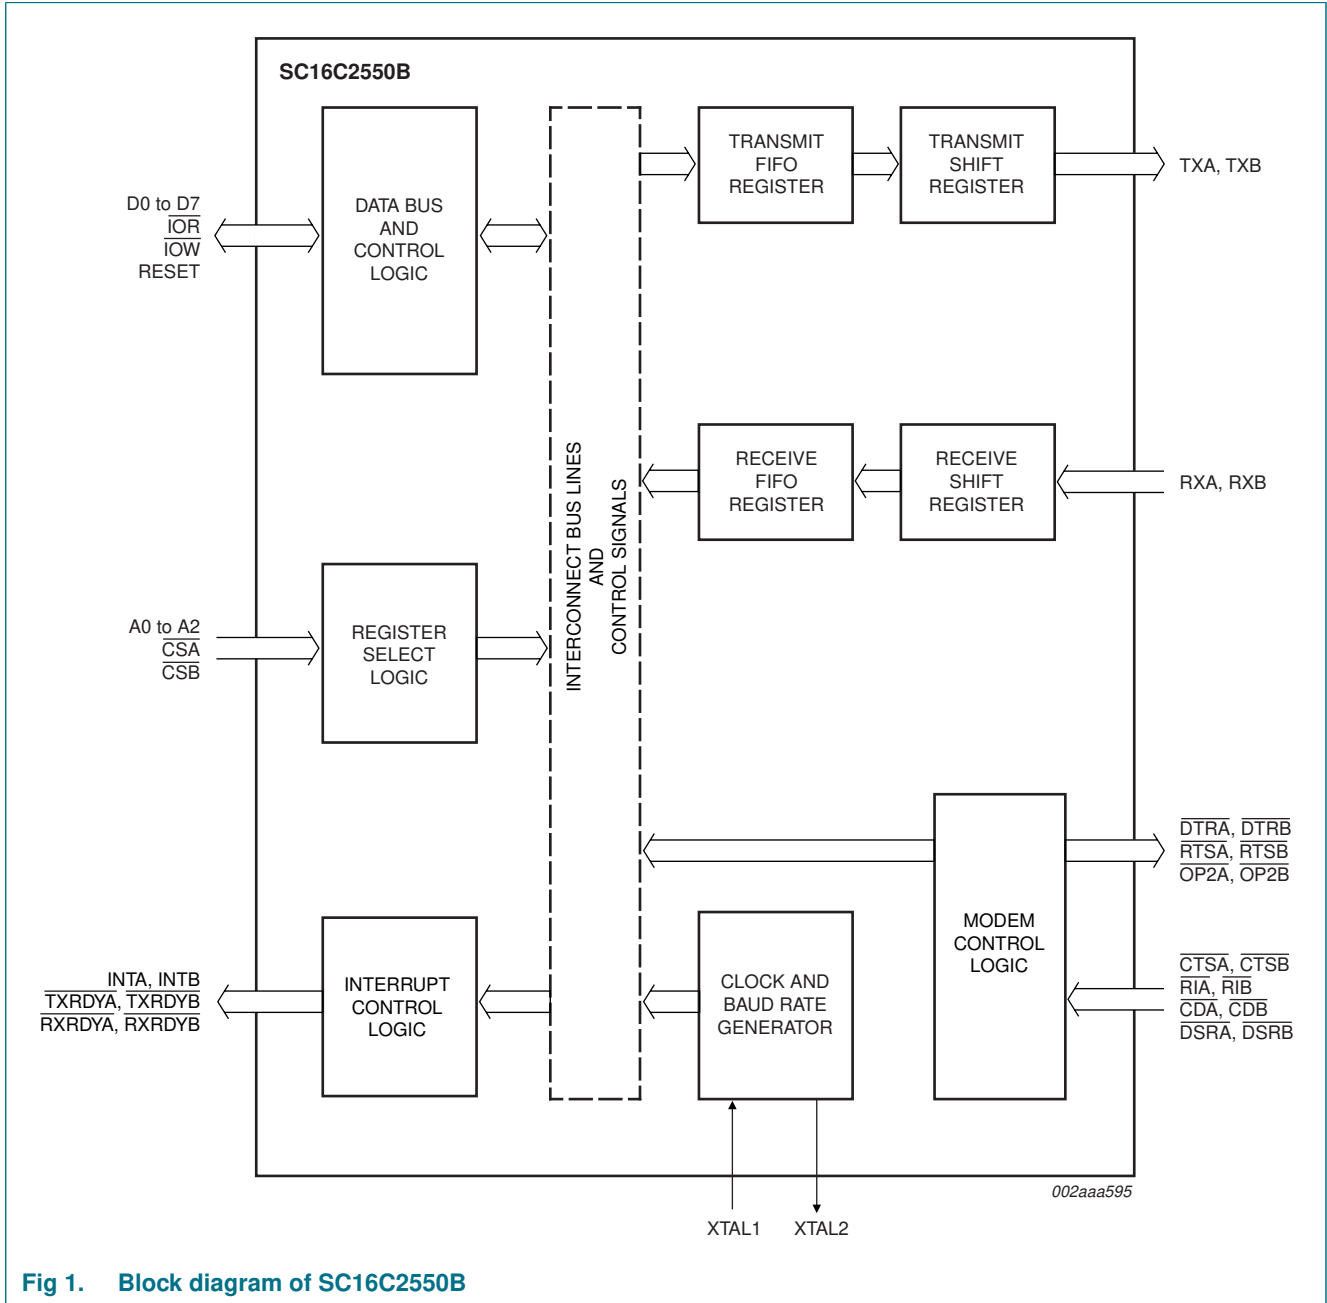 SC16C2550B
D0 to D7
IOR
IOW
RESET
DATA BUS
AND
CONTROL
LOGIC
TRANSMIT
FIFO
REGISTER
TRANSMIT
SHIFT
REGISTER
TXA, TXB
INTERCONNECT BUS LINES
AND
CONTROL SIGNALS
RECEIVE
FIFO
REGISTER
RECEIVE
SHIFT
REGISTER
RXA, RXB
A0 to A2
CSA
CSB
REGISTER
SELECT
LOGIC
DTRA, DTRB
RTSA, RTSB
OP2A, OP2B
MODEM
CONTROL
LOGIC
CTSA, CTSB
RIA, RIB
CDA, CDB
DSRA, DSRB
INTA, INTB
TXRDYA, TXRDYB
RXRDYA, RXRDYB
INTERRUPT
CONTROL
LOGIC
CLOCK AND
BAUD RATE
GENERATOR
XTAL1
XTAL2
002aaa595
Fig 1. Block diagram of SC16C2550B